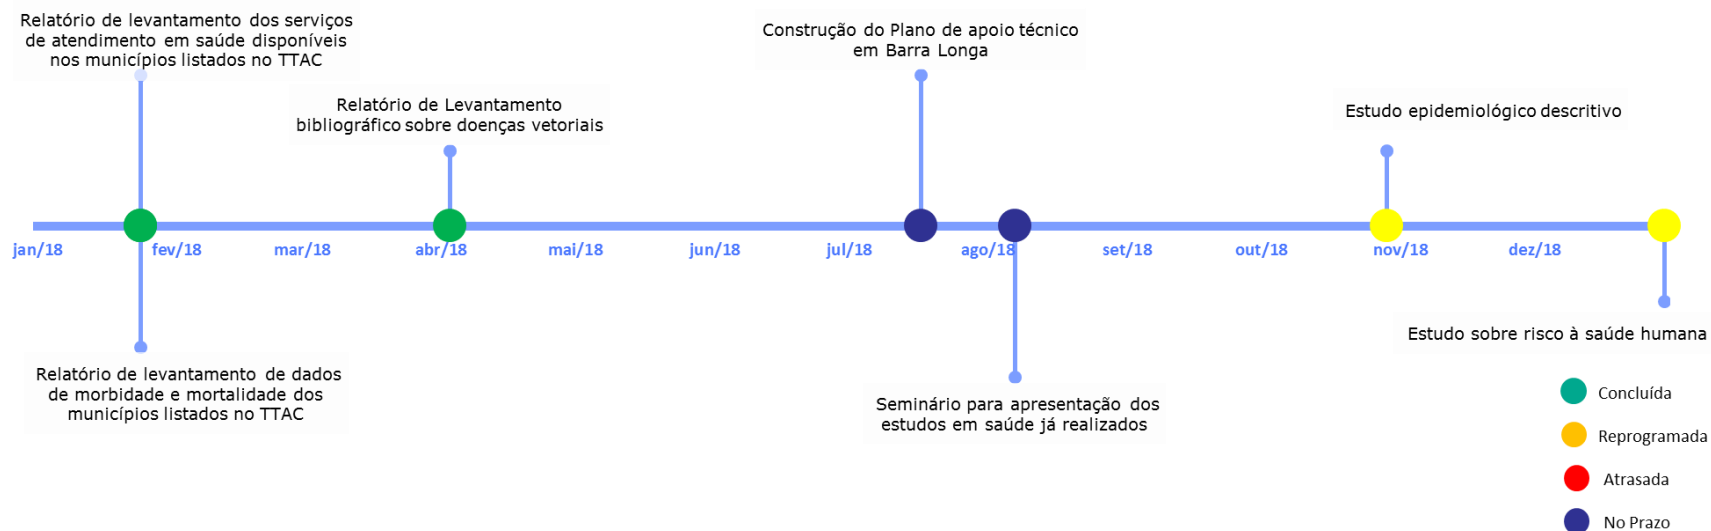 Relatório de levantamento dos serviços
de atendimento em saúde disponíveis
nos municípios listados no TTAC
Construção do Plano de apoio técnico
em Barra Longa
Relatório de Levantamento
bibliográfico sobre doenças vetoriais
Estudo epidemiológico descritivo
jan/18
fev/18
mar/18
abr/18
mai/18
jun/18
jul/18
ago/18
set/18
out/18
nov/18
dez/18
Estudo sobre risco à saúde humana
Relatório de levantamento de dados
de morbidade e mortalidade dos
municípios listados no TTAC
Seminário para apresentação dos
estudos em saúde já realizados
Concluída
Reprogramada
Atrasada
No Prazo